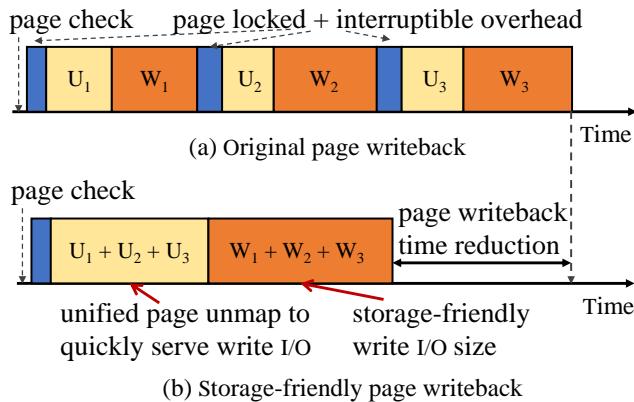 page check page locked + interruptible overhead
U1 W1 U2 W2 U3 W3
Time
(a) Original page writeback
page check
page writeback
time reduction
U1 + U2 + U3 W1 + W2 + W3
Time
unified page unmap to
quickly serve write I/O
storage-friendly
write I/O size
(b) Storage-friendly page writeback